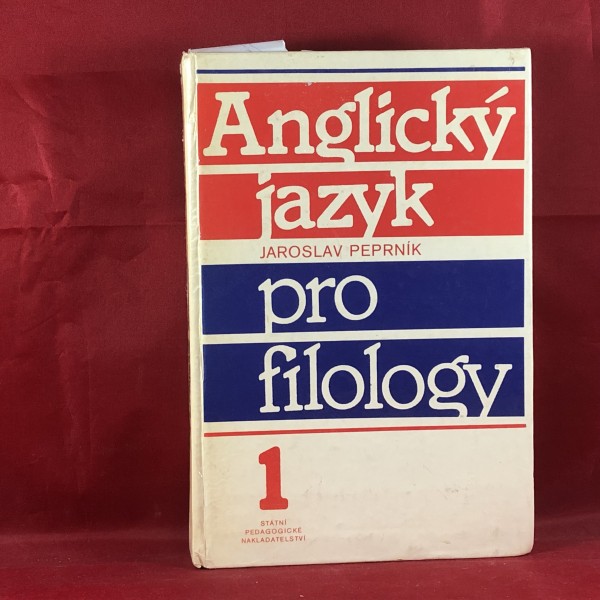 Anglický
jazyk
JAROSLAV PEPRNÍK
pro
filology
1
STÁTNÍ
PEDAGOGICKÉ
NAKLADATELSTVÍ